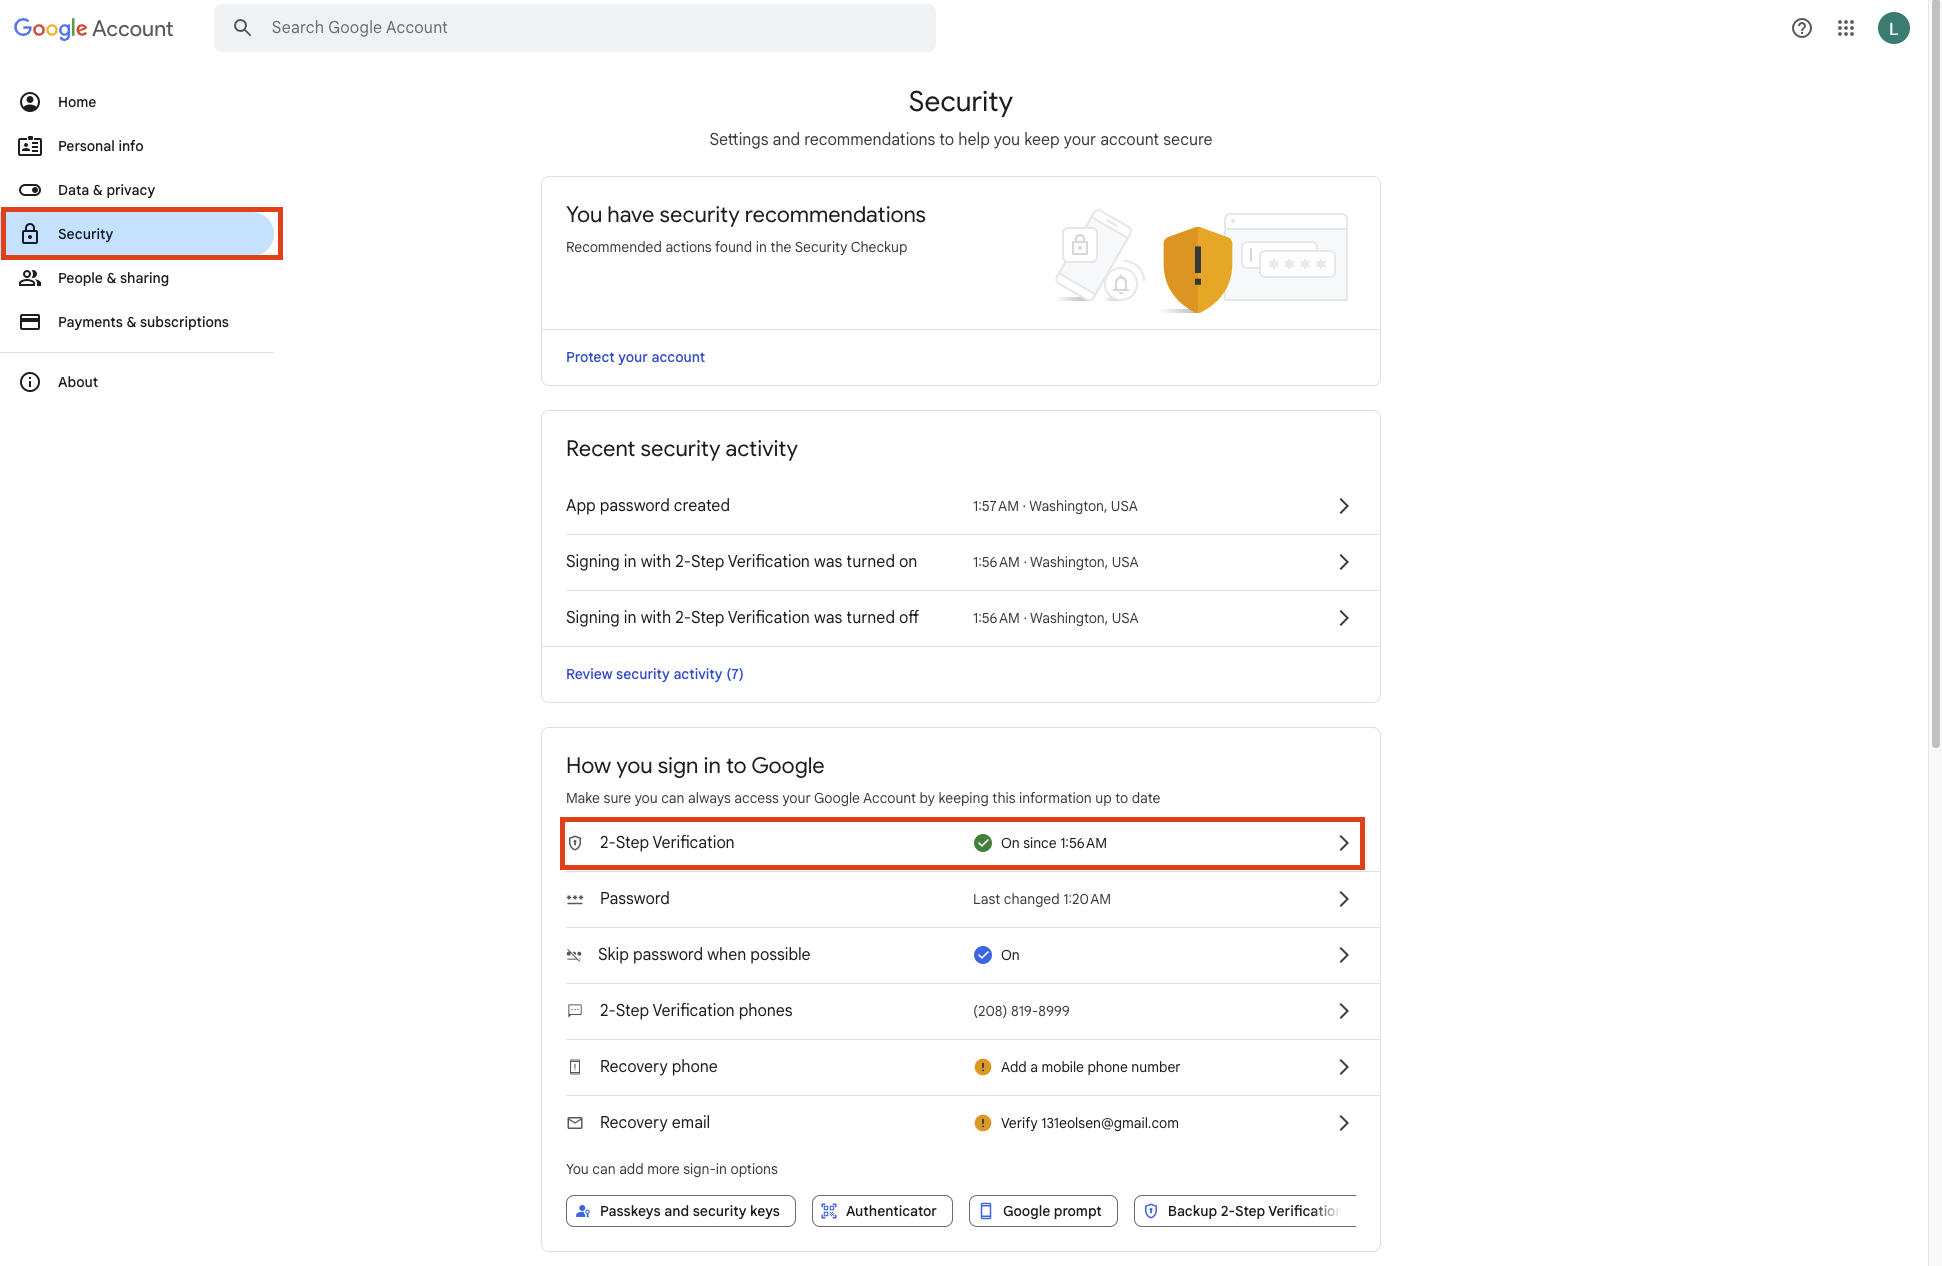 Google Account
Search Google Account
L
Home
Personal info
Data & privacy
Security
People & sharing
Payments & subscriptions
About
Security
Settings and recommendations to help you keep your account secure
You have security recommendations
Recommended actions found in the Security Checkup
Protect your account
Recent security activity
App password created 1:57 AM · Washington, USA
Signing in with 2-Step Verification was turned on 1:56 AM · Washington, USA
Signing in with 2-Step Verification was turned off 1:56 AM · Washington, USA
Review security activity (7)
How you sign in to Google
Make sure you can always access your Google Account by keeping this information up to date
2-Step Verification On since 1:56 AM
Password Last changed 1:20 AM
Skip password when possible On
2-Step Verification phones (208) 819-8999
Recovery phone Add a mobile phone number
Recovery email Verify 131eolsen@gmail.com
You can add more sign-in options
Passkeys and security keys Authenticator Google prompt Backup 2-Step Verification